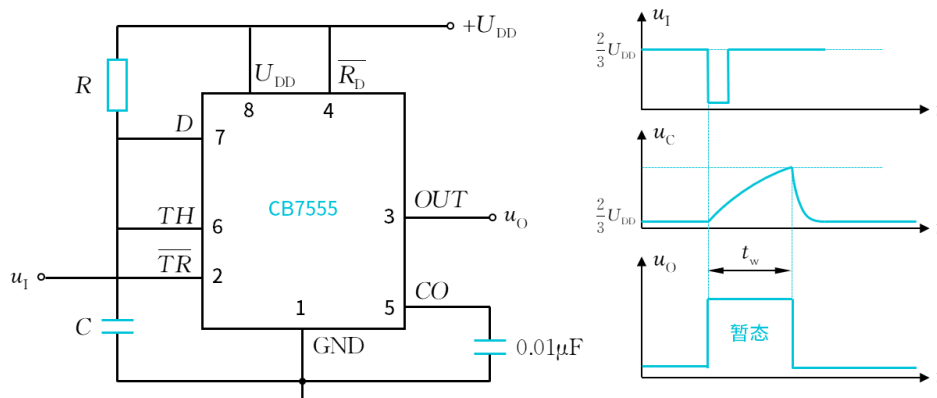 +U_DD
R
U_DD
R_D
8
4
D
7
CB7555
TH
6
OUT
3
u_O
TR
u_I
2
CO
1
5
C
GND
0.01μF
u_I
2/3 U_DD
u_C
2/3 U_DD
u_O
t_w
暂态